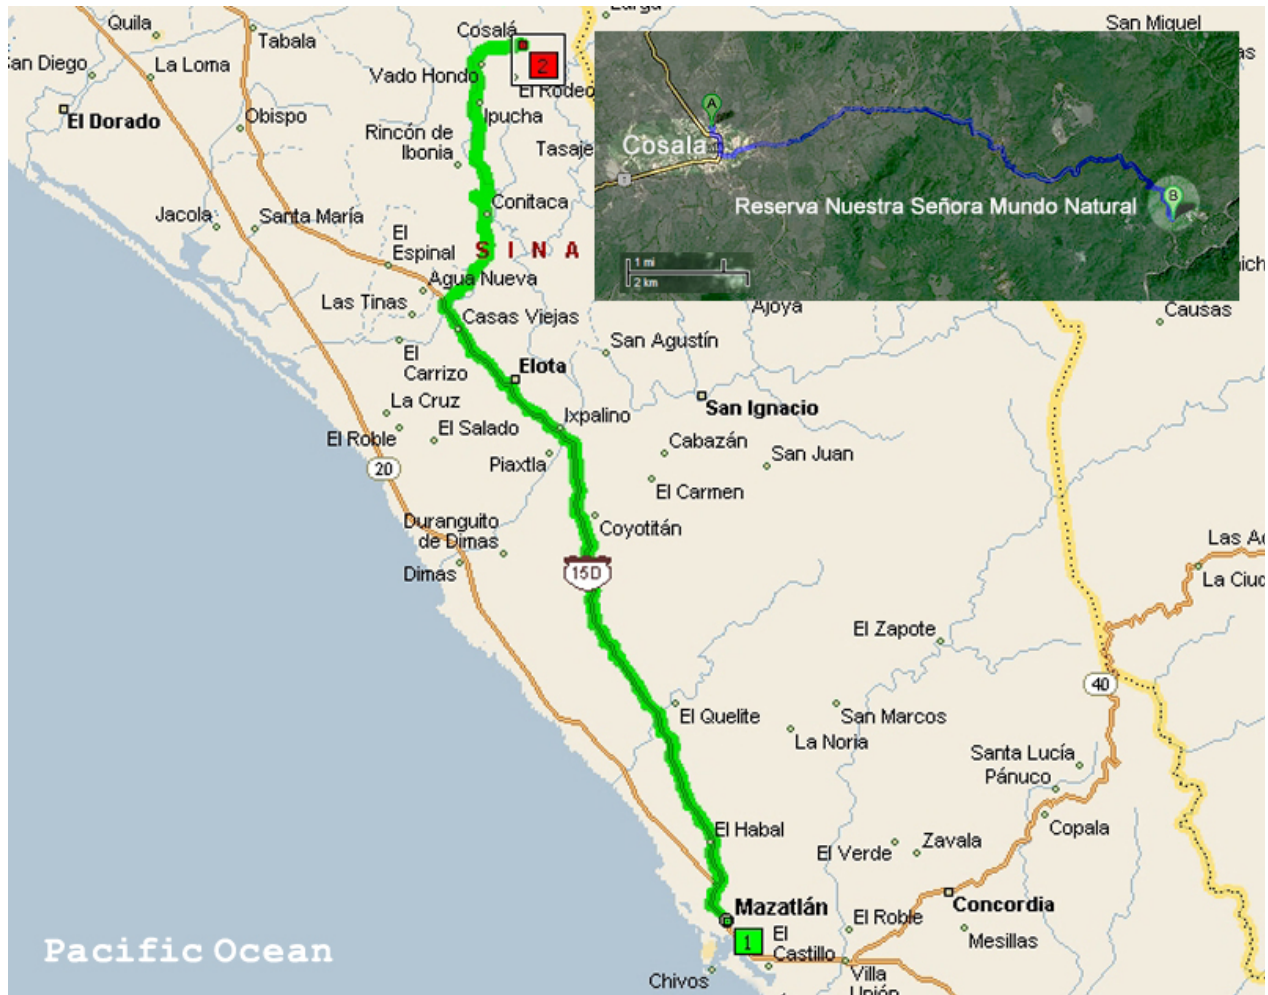 Quila
Tabala
San Miguel
Cosalá
San Diego
La Loma
Vado Hondo
2
El Rodeo
A
Cosala
El Dorado
Obispo
Ipucha
Rincón de
Ibonia
Tasaje
B
Reserva Nuestra Señora Mundo Natural
Jacola
Santa María
Conitaca
El
Espinal
S I N A
1 mi
2 km
Agua Nueva
Las Tinas
Casas Viejas
Ajoya
Causas
San Agustín
El
Carrizo
Elota
La Cruz
San Ignacio
El Roble
El Salado
Ixpalino
Cabazán
20
Piaxtla
San Juan
El Carmen
Duranguito
de Dimas
Coyotitán
Dimas
15D
La Ciud
El Zapote
40
El Quelite
San Marcos
La Noria
Santa Lucía
Pánuco
El Habal
El Verde
Zavala
Copala
Mazatlán
Concordia
El Roble
1
El
Castillo
Mesillas
Pacific Ocean
Chivos
Villa
Unión